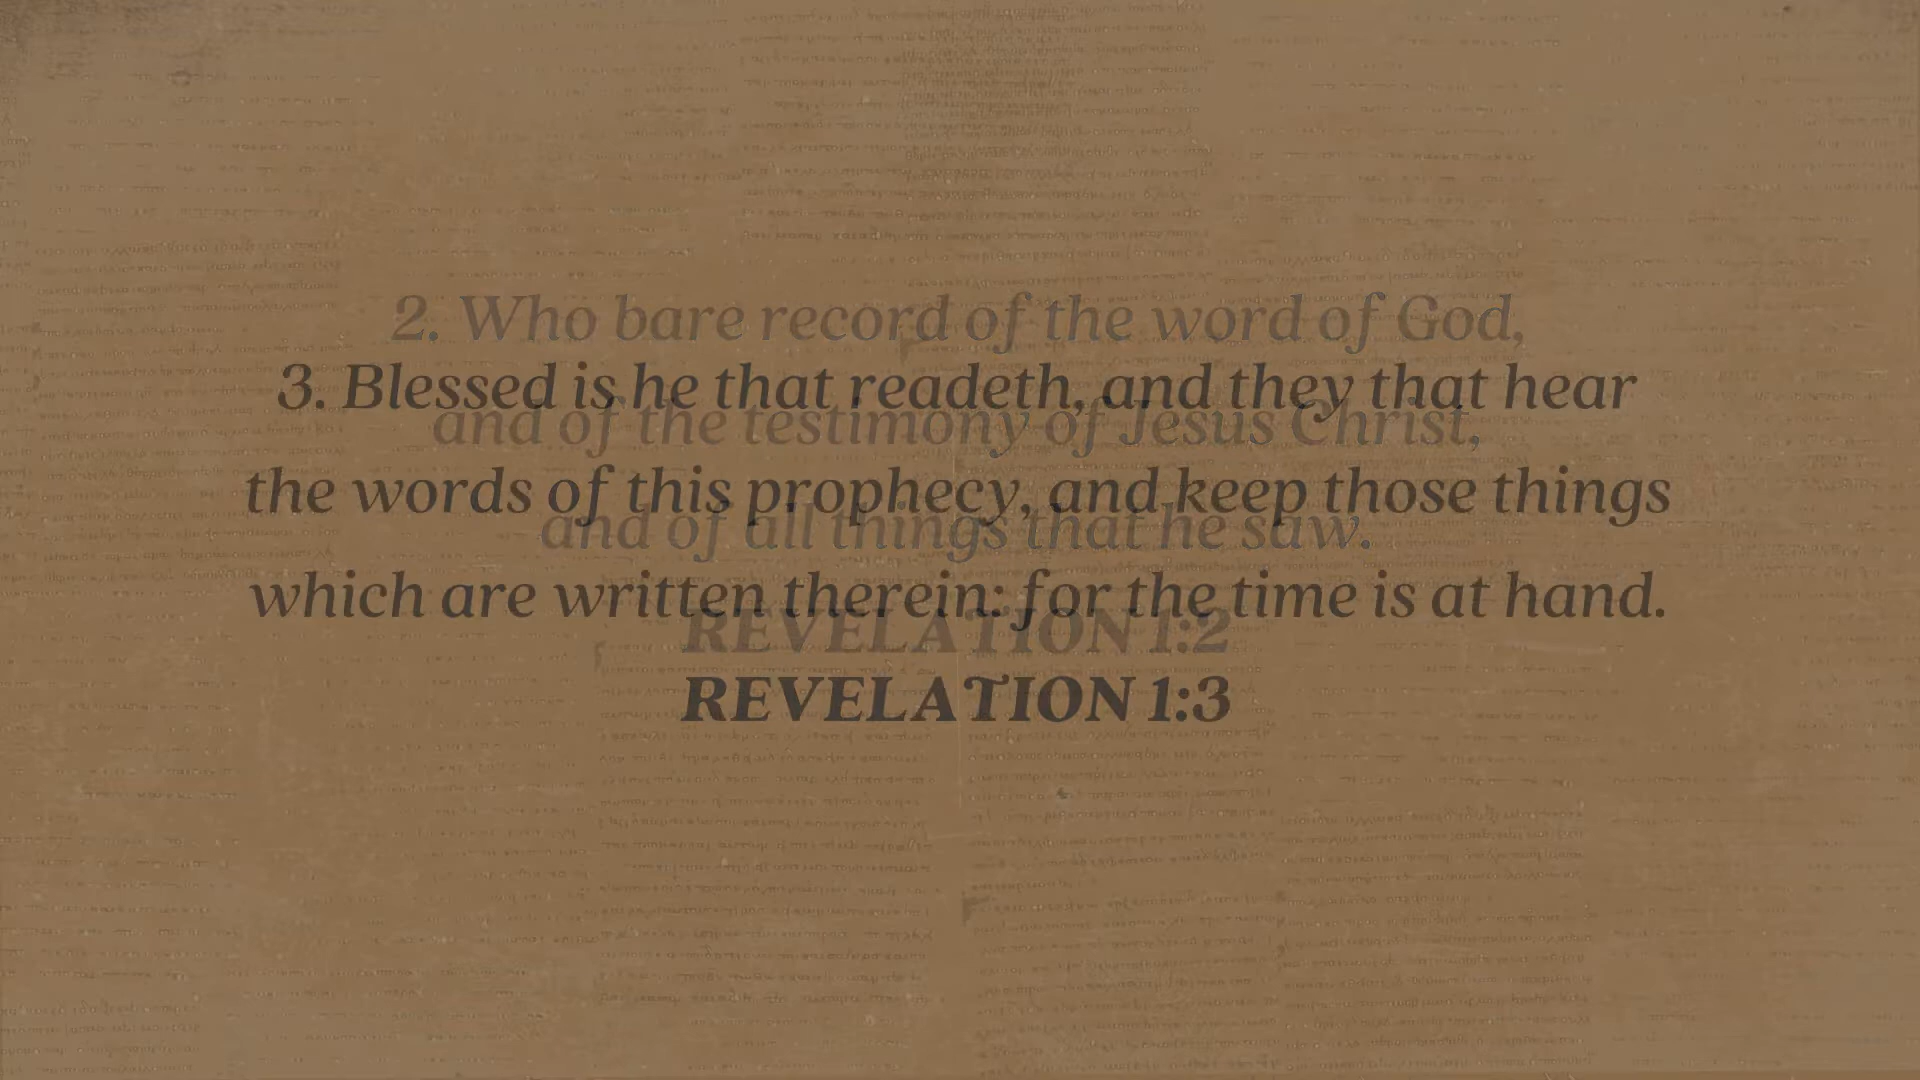 2. Who bare record of the word of God,
and of the testimony of Jesus Christ,
and of all things that he saw.
REVELATION 1:2
3. Blessed is he that readeth, and they that hear
the words of this prophecy, and keep those things
which are written therein: for the time is at hand.
REVELATION 1:3